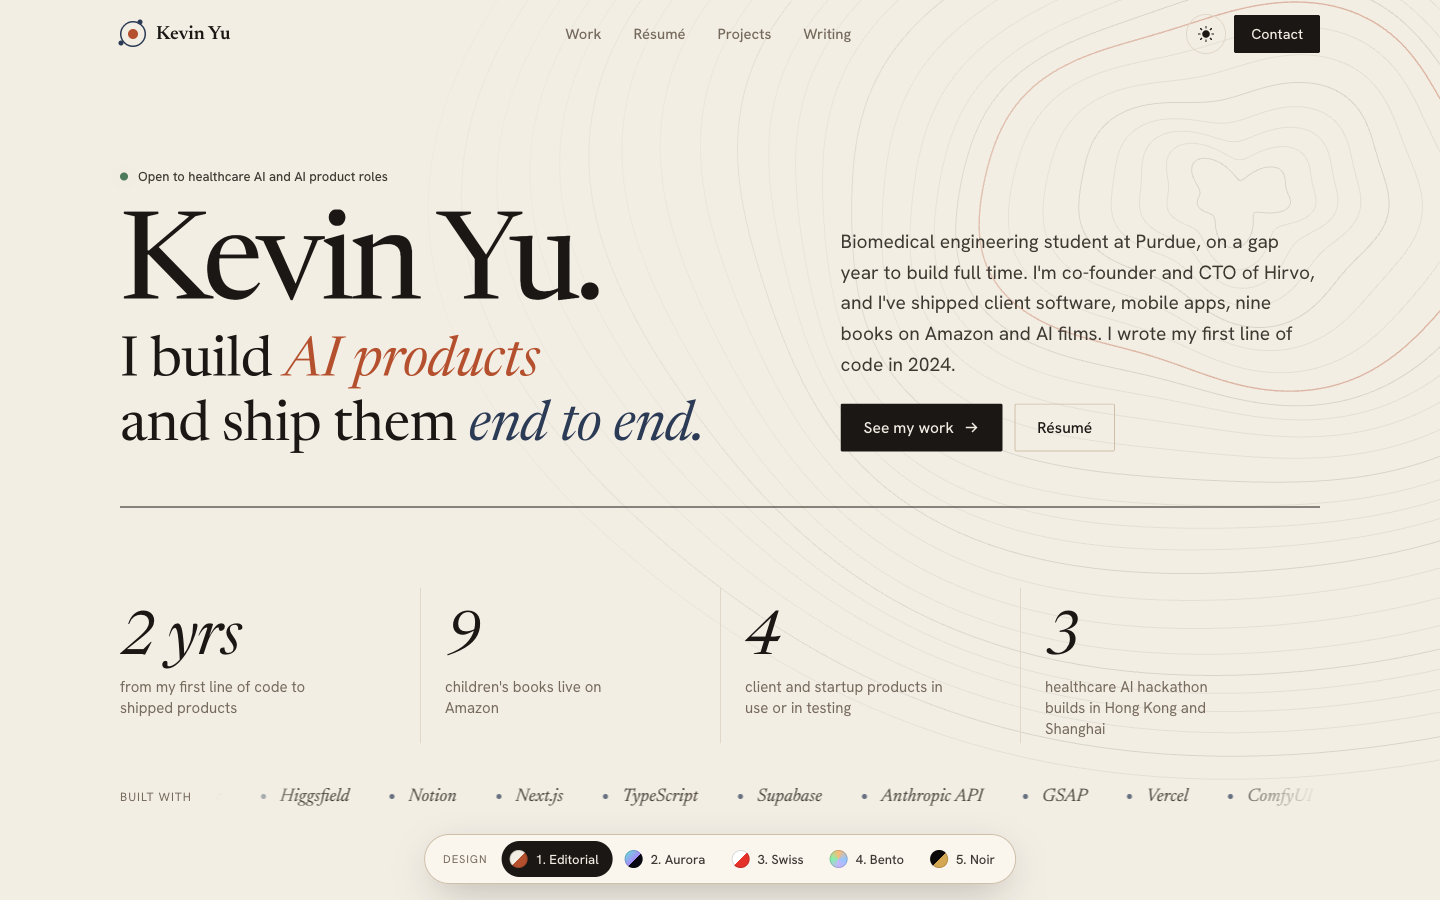 Kevin Yu
Work
Résumé
Projects
Writing
Contact
Open to healthcare AI and AI product roles
Kevin Yu.
I build AI products
and ship them end to end.
Biomedical engineering student at Purdue, on a gap
year to build full time. I'm co-founder and CTO of Hirvo,
and I've shipped client software, mobile apps, nine
books on Amazon and AI films. I wrote my first line of
code in 2024.
See my work →
Résumé
2 yrs
from my first line of code to
shipped products
9
children's books live on
Amazon
4
client and startup products in
use or in testing
3
healthcare AI hackathon
builds in Hong Kong and
Shanghai
BUILT WITH
• Higgsfield • Notion • Next.js • TypeScript • Supabase • Anthropic API • GSAP • Vercel • ComfyUI
DESIGN
1. Editorial
2. Aurora
3. Swiss
4. Bento
5. Noir